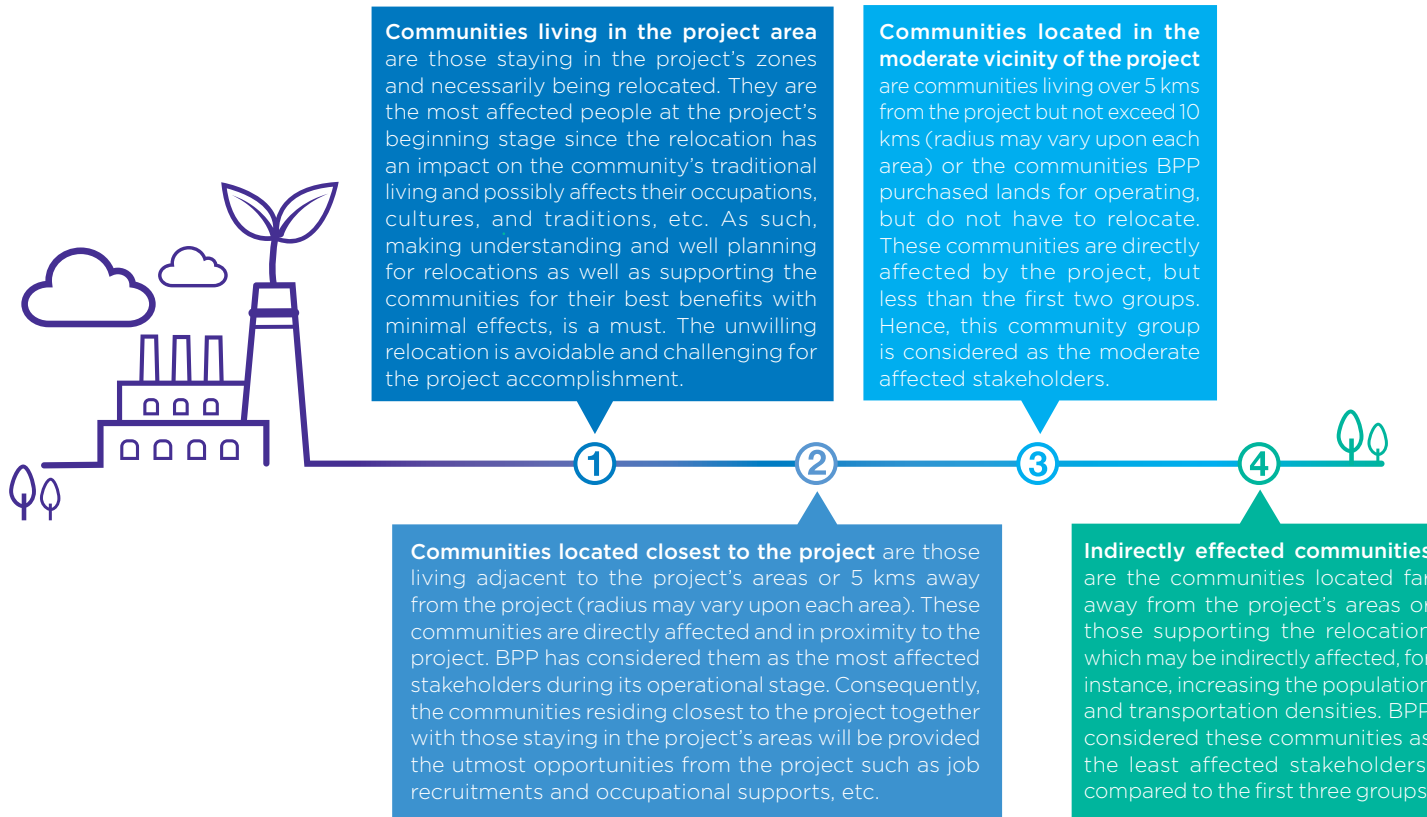 Communities living in the project area
are those staying in the project's zones
and necessarily being relocated. They are
the most affected people at the project's
beginning stage since the relocation has
an impact on the community's traditional
living and possibly affects their occupations,
cultures, and traditions, etc. As such,
making understanding and well planning
for relocations as well as supporting the
communities for their best benefits with
minimal effects, is a must. The unwilling
relocation is avoidable and challenging for
the project accomplishment.
1
Communities located closest to the project are those
living adjacent to the project's areas or 5 kms away
from the project (radius may vary upon each area). These
communities are directly affected and in proximity to the
project. BPP has considered them as the most affected
stakeholders during its operational stage. Consequently,
the communities residing closest to the project together
with those staying in the project's areas will be provided
the utmost opportunities from the project such as job
recruitments and occupational supports, etc.
2
Communities located in the
moderate vicinity of the project
are communities living over 5 kms
from the project but not exceed 10
kms (radius may vary upon each
area) or the communities BPP
purchased lands for operating,
but do not have to relocate.
These communities are directly
affected by the project, but
less than the first two groups.
Hence, this community group
is considered as the moderate
affected stakeholders.
3
Indirectly effected communities
are the communities located far
away from the project's areas or
those supporting the relocation
which may be indirectly affected, for
instance, increasing the population
and transportation densities. BPP
considered these communities as
the least affected stakeholders
compared to the first three groups
4